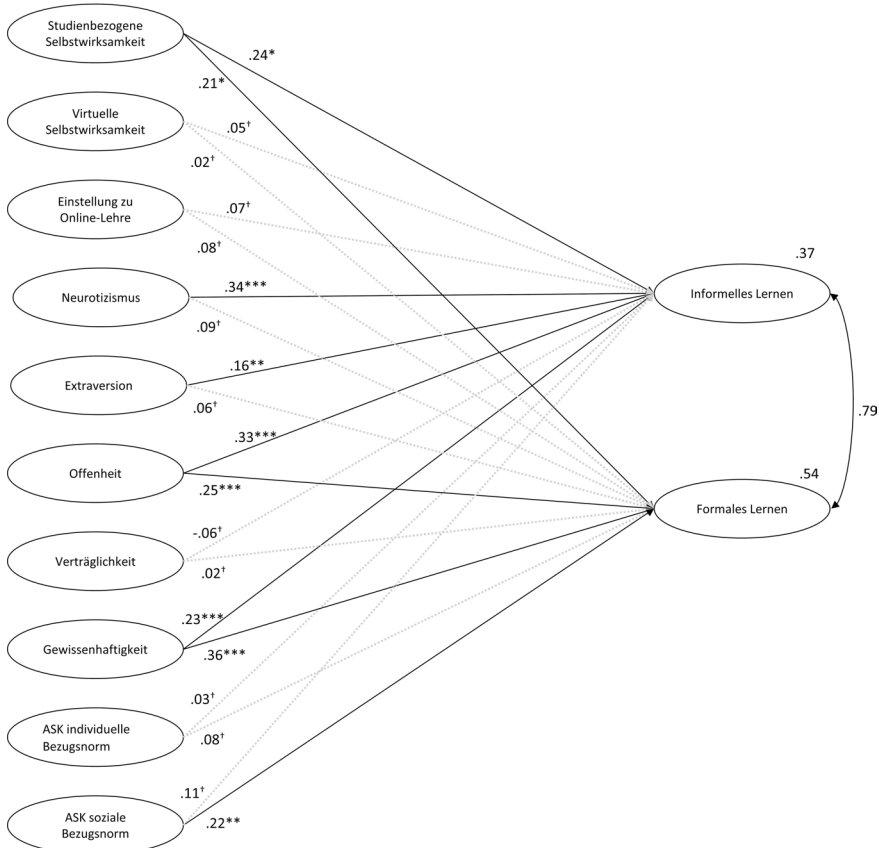 Studienbezogene
Selbstwirksamkeit
.24*
.21*
Virtuelle
Selbstwirksamkeit
.05†
.02†
Einstellung zu
Online-Lehre
.07†
.08†
Neurotizismus
.34***
.09†
Extraversion
.16**
.06†
Offenheit
.33***
.25***
Verträglichkeit
-.06†
.02†
Gewissenhaftigkeit
.23***
.36***
ASK individuelle
Bezugsnorm
.03†
.08†
ASK soziale
Bezugsnorm
.11†
.22**
.37
Informelles Lernen
.79
.54
Formales Lernen